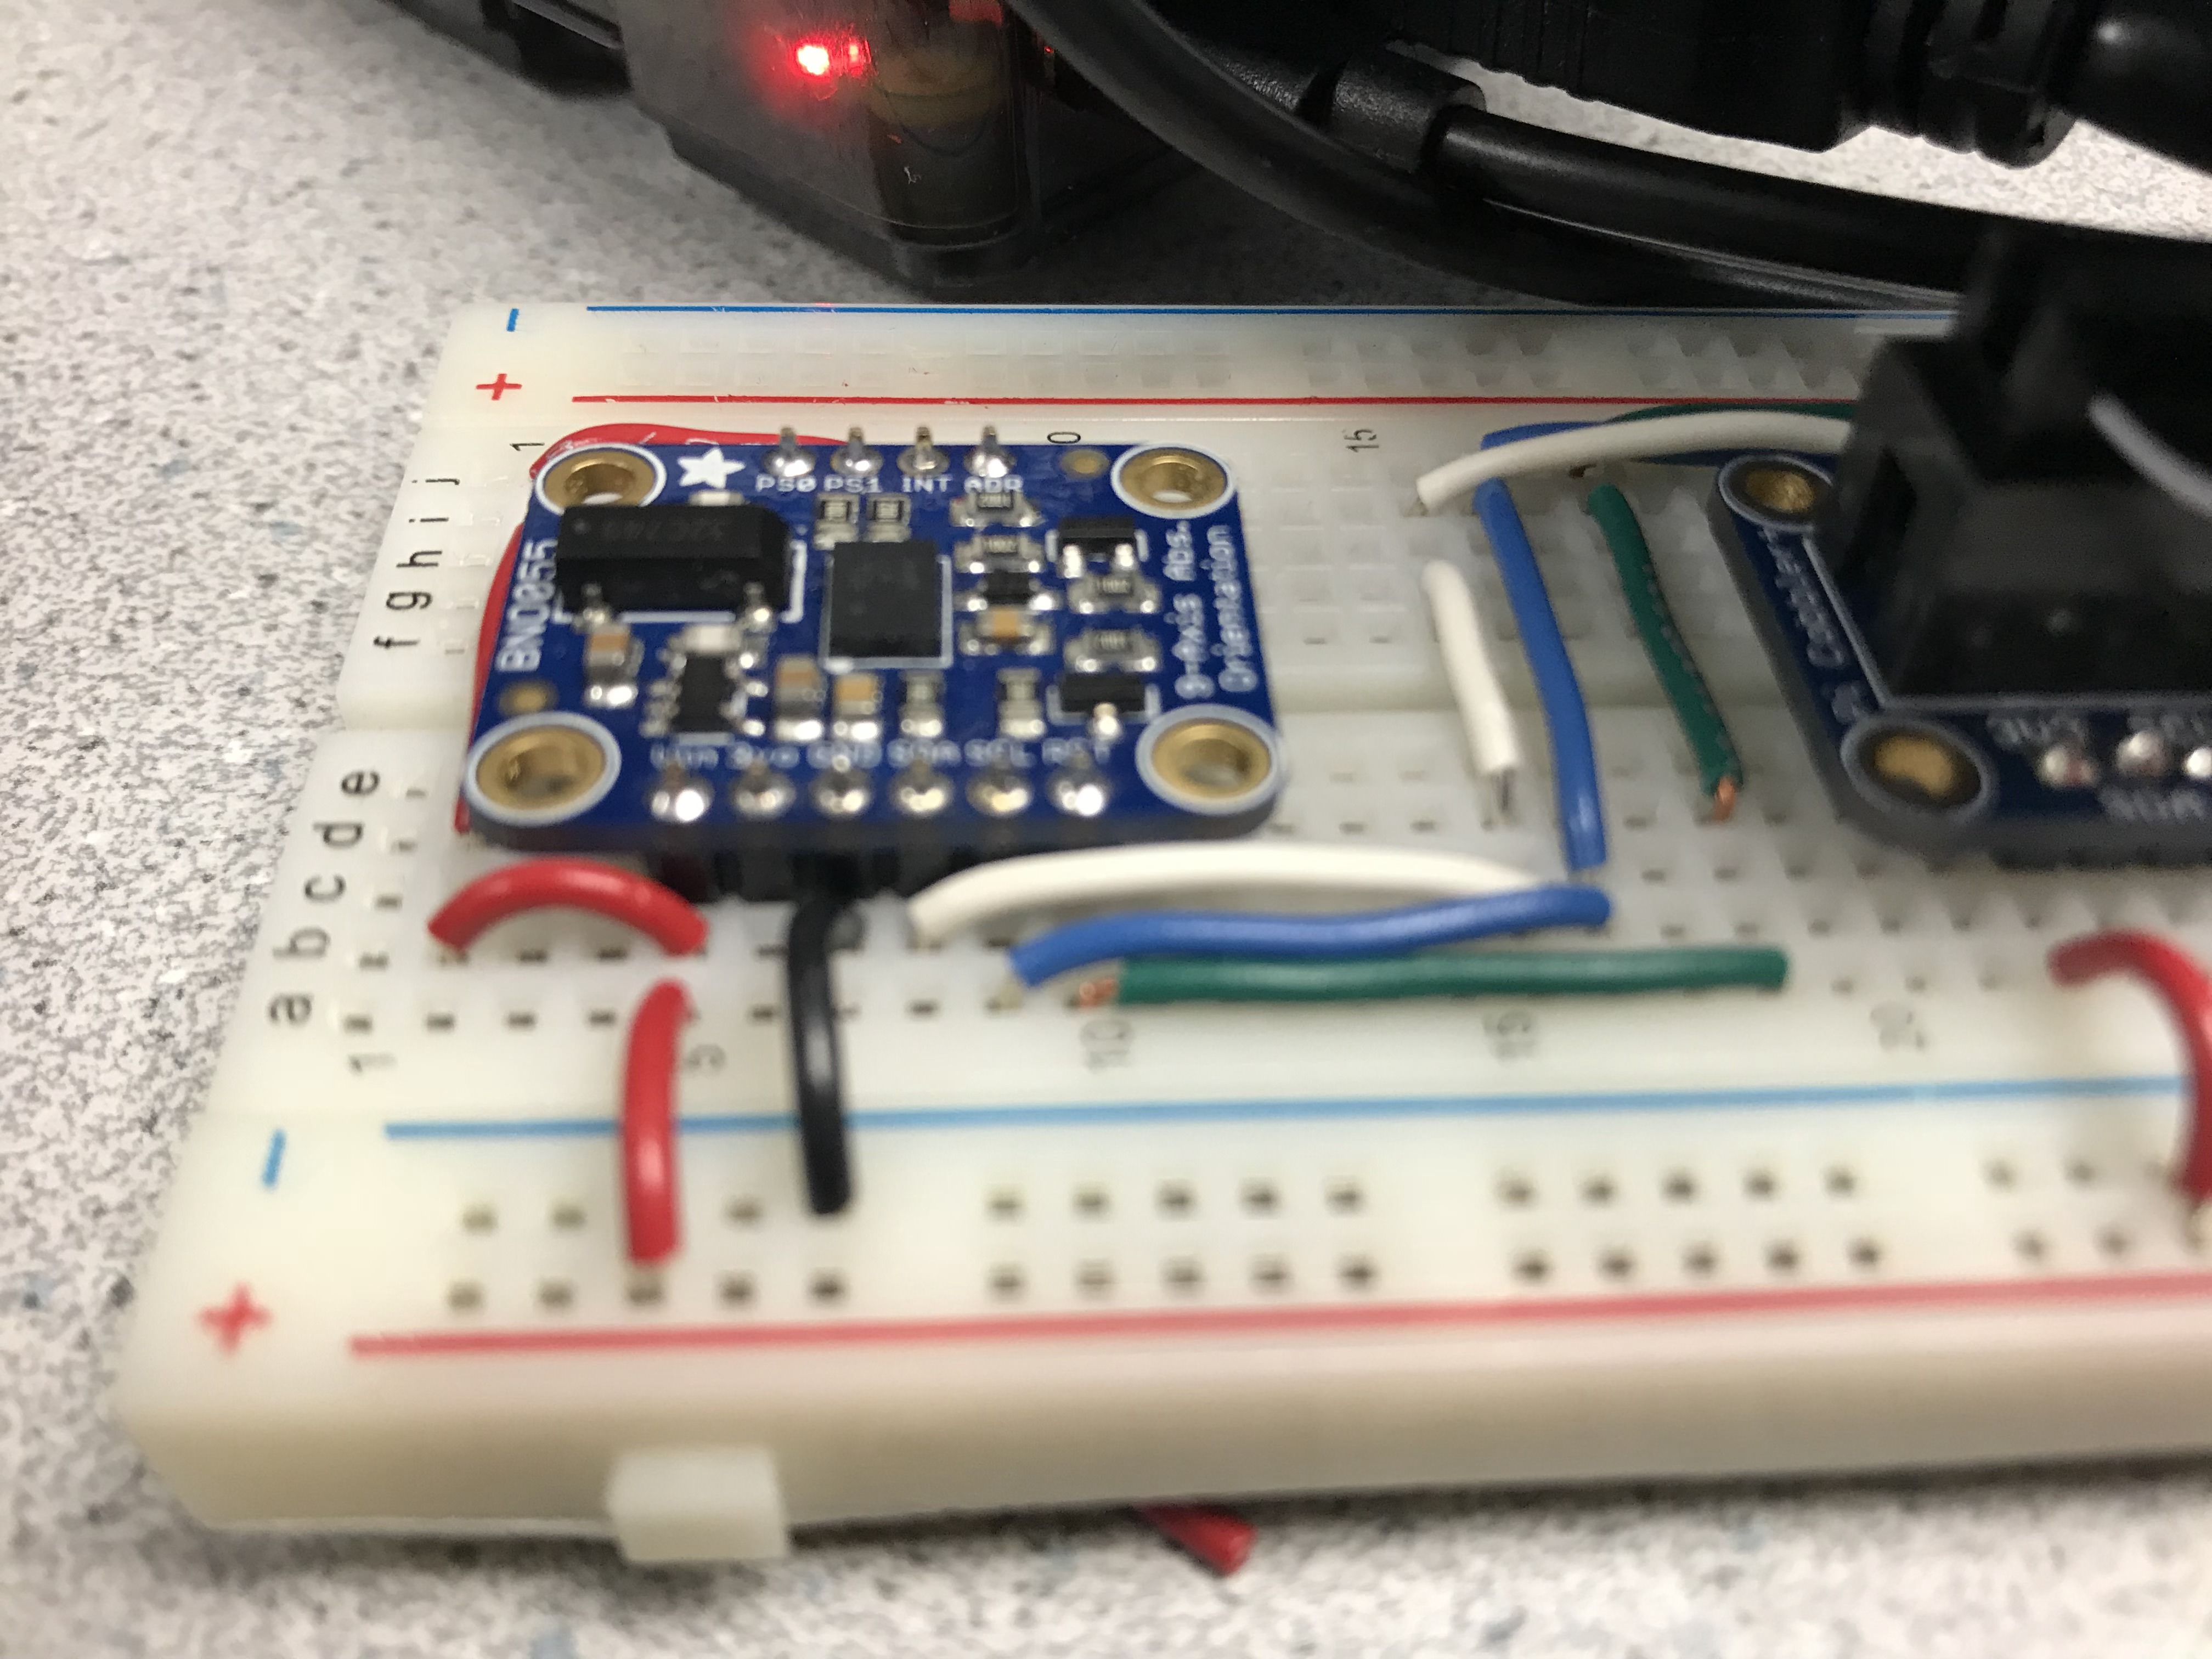 −
+
1
0
15
j
i
h
g
f
PS0 PS1 INT ADR
BNO055
9-Axis Abs.
Orientation
Vin 3vo GND SDA SCL RST
e
d
c
b
a
1
5
10
15
20
−
+